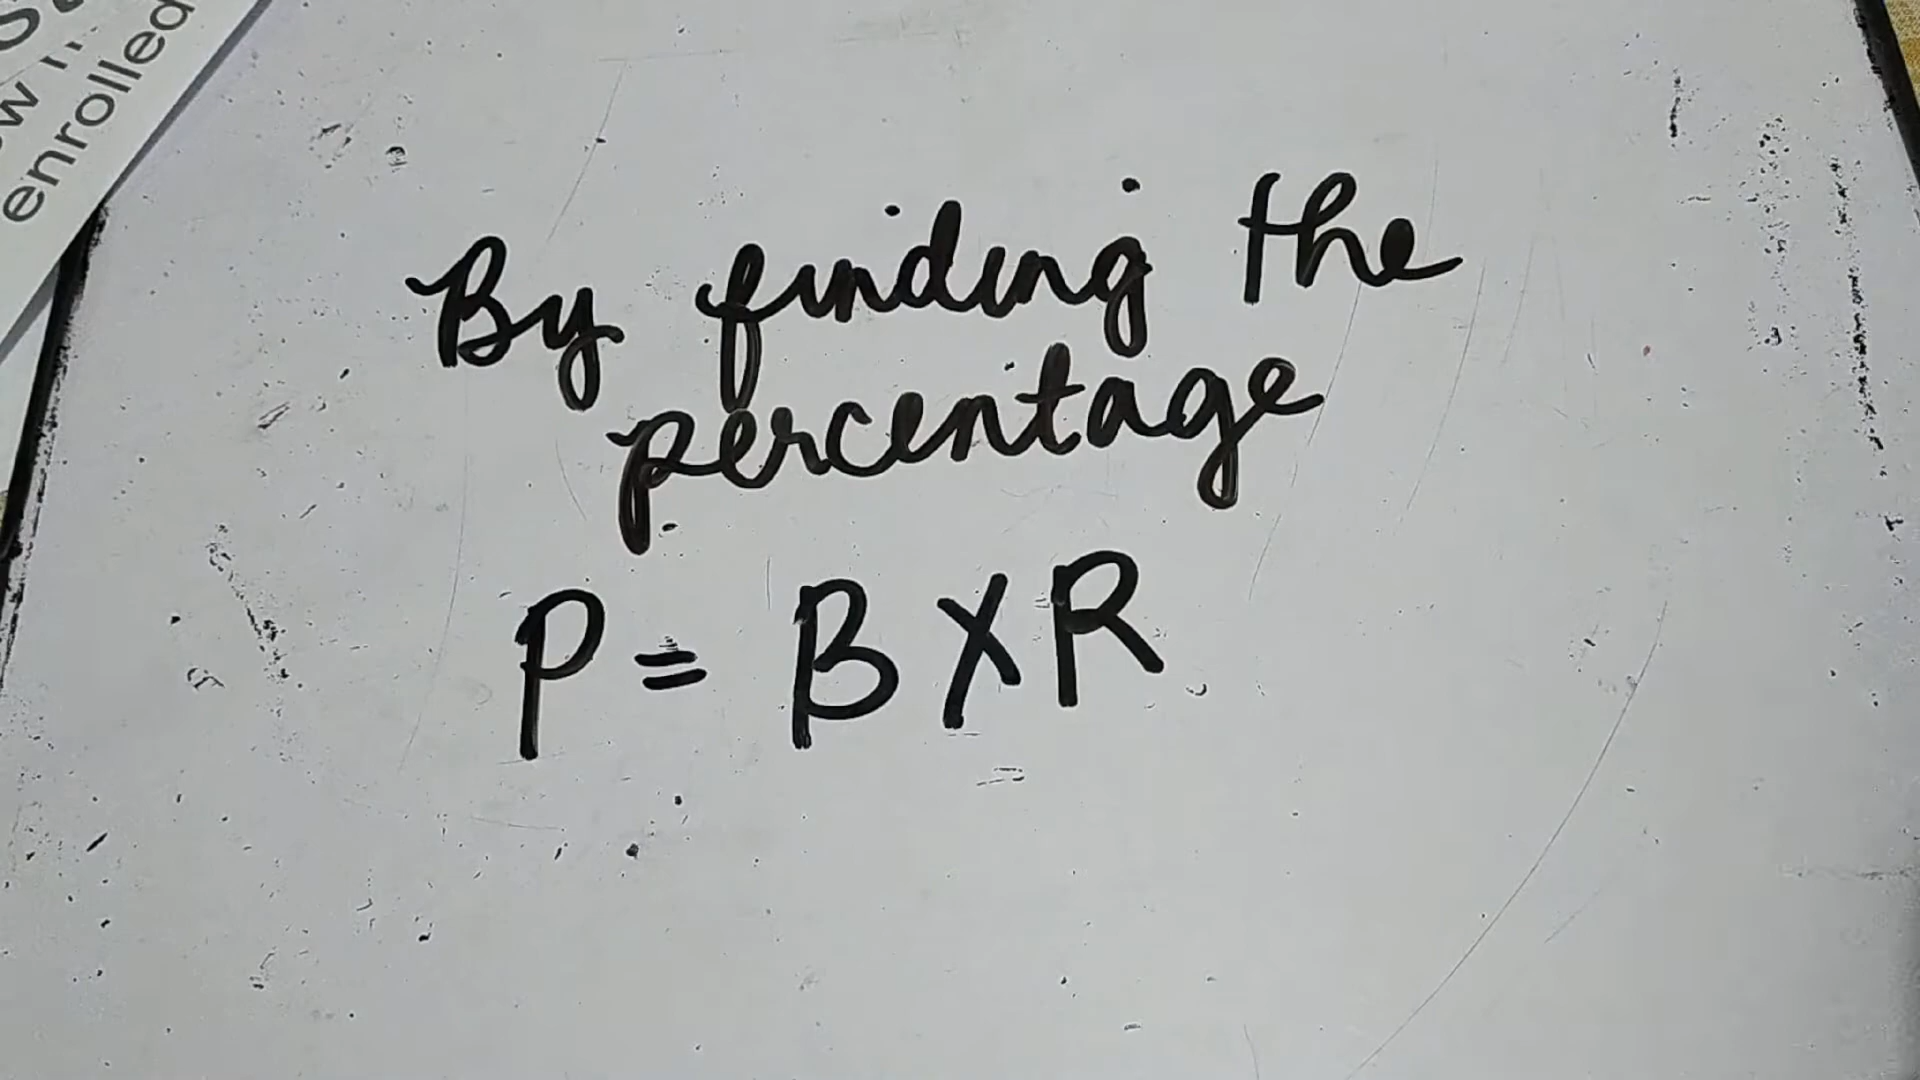 enrolled
By finding the
percentage
P = B X R